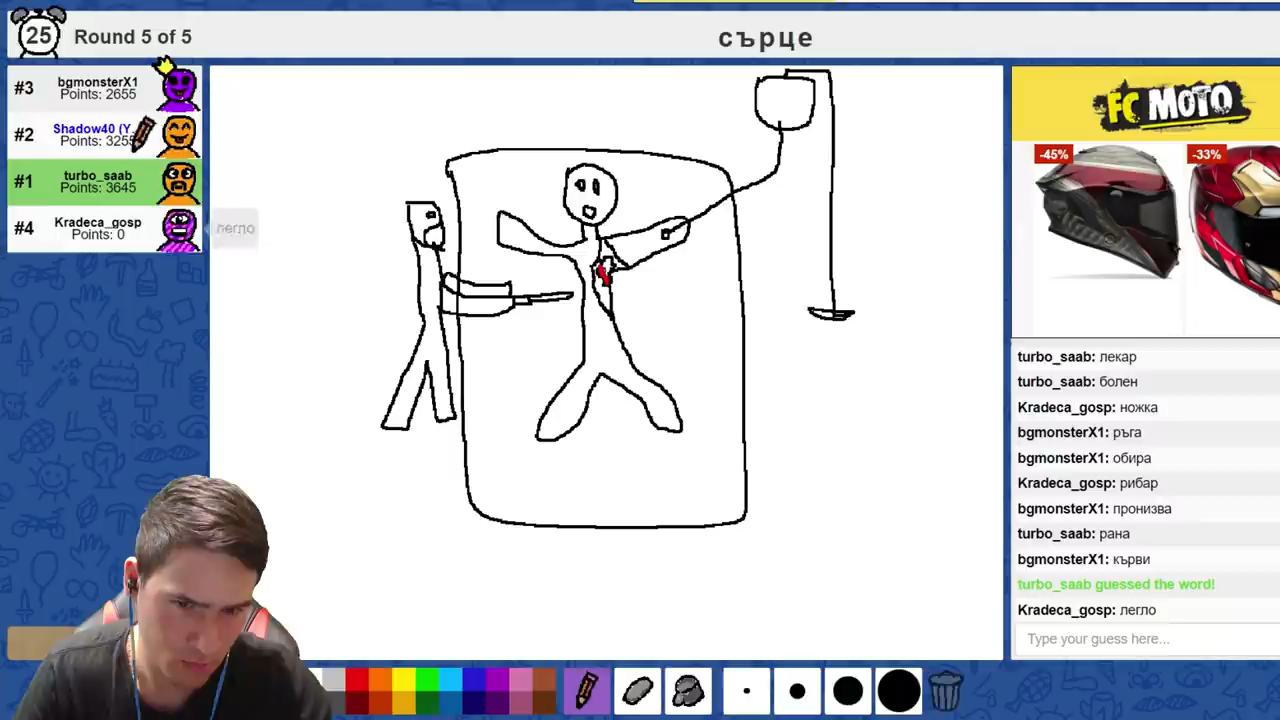 25
Round 5 of 5
сърце
#3
bgmonsterX1
Points: 2655
#2
Shadow40 (Y
Points: 3255
#1
turbo_saab
Points: 3645
#4
Kradeca_gosp
Points: 0
легло
FC MOTO
-45%
-33%
turbo_saab: лекар
turbo_saab: болен
Kradeca_gosp: ножка
bgmonsterX1: ръга
bgmonsterX1: обира
Kradeca_gosp: рибар
bgmonsterX1: пронизва
turbo_saab: рана
bgmonsterX1: кърви
turbo_saab guessed the word!
Kradeca_gosp: легло
Type your guess here...